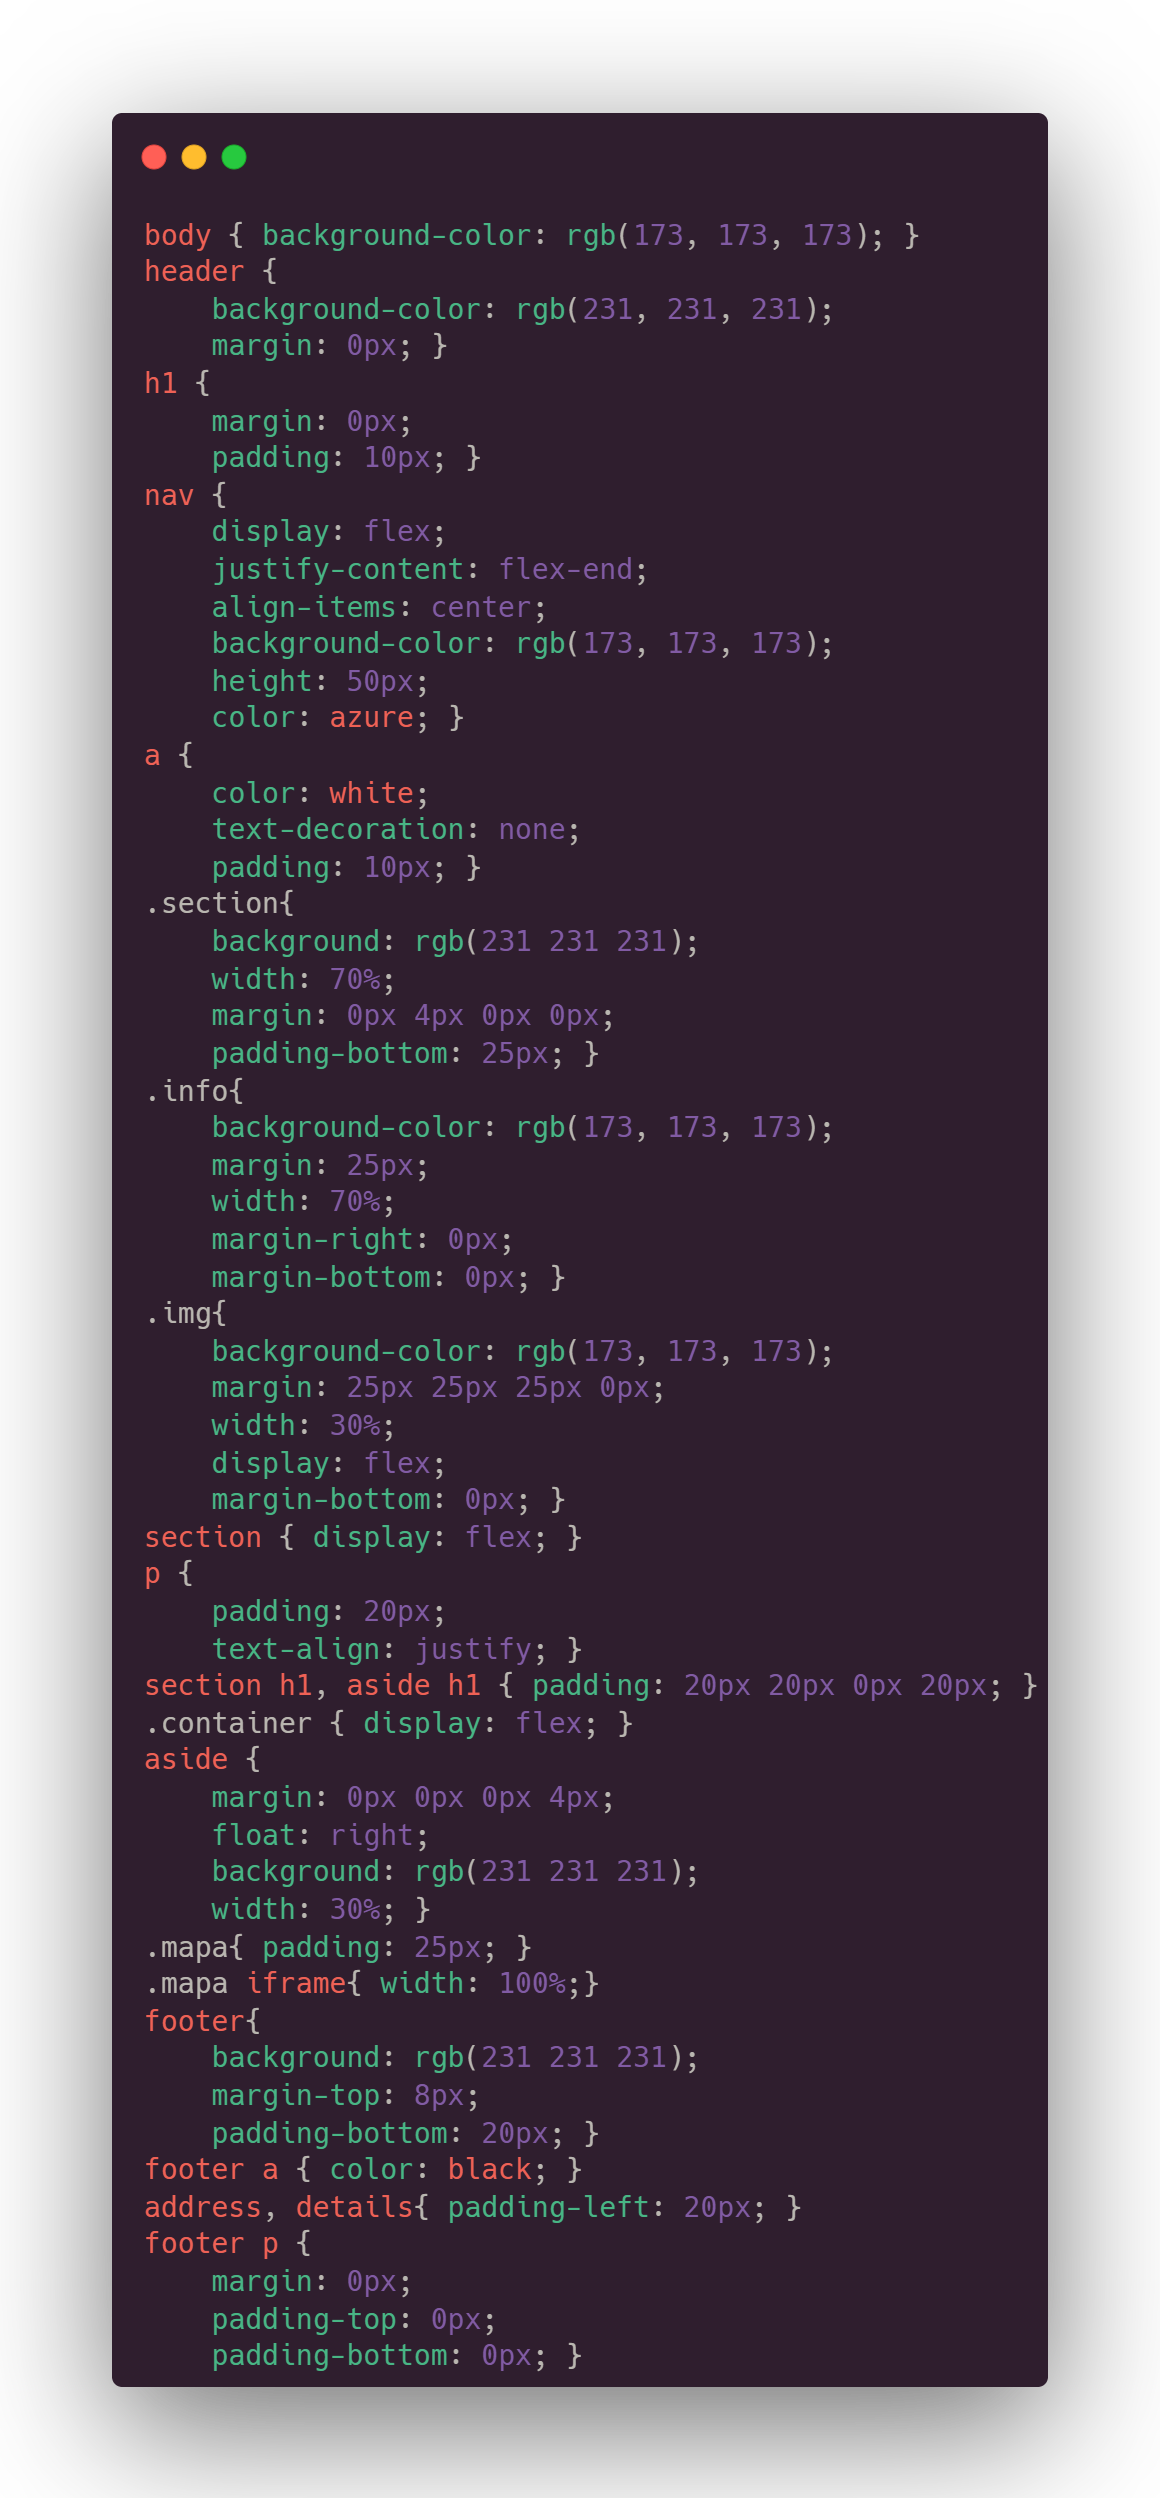 body { background-color: rgb(173, 173, 173); }
header {
    background-color: rgb(231, 231, 231);
    margin: 0px; }
h1 {
    margin: 0px;
    padding: 10px; }
nav {
    display: flex;
    justify-content: flex-end;
    align-items: center;
    background-color: rgb(173, 173, 173);
    height: 50px;
    color: azure; }
a {
    color: white;
    text-decoration: none;
    padding: 10px; }
.section{
    background: rgb(231 231 231);
    width: 70%;
    margin: 0px 4px 0px 0px;
    padding-bottom: 25px; }
.info{
    background-color: rgb(173, 173, 173);
    margin: 25px;
    width: 70%;
    margin-right: 0px;
    margin-bottom: 0px; }
.img{
    background-color: rgb(173, 173, 173);
    margin: 25px 25px 25px 0px;
    width: 30%;
    display: flex;
    margin-bottom: 0px; }
section { display: flex; }
p {
    padding: 20px;
    text-align: justify; }
section h1, aside h1 { padding: 20px 20px 0px 20px; }
.container { display: flex; }
aside {
    margin: 0px 0px 0px 4px;
    float: right;
    background: rgb(231 231 231);
    width: 30%; }
.mapa{ padding: 25px; }
.mapa iframe{ width: 100%;}
footer{
    background: rgb(231 231 231);
    margin-top: 8px;
    padding-bottom: 20px; }
footer a { color: black; }
address, details{ padding-left: 20px; }
footer p {
    margin: 0px;
    padding-top: 0px;
    padding-bottom: 0px; }